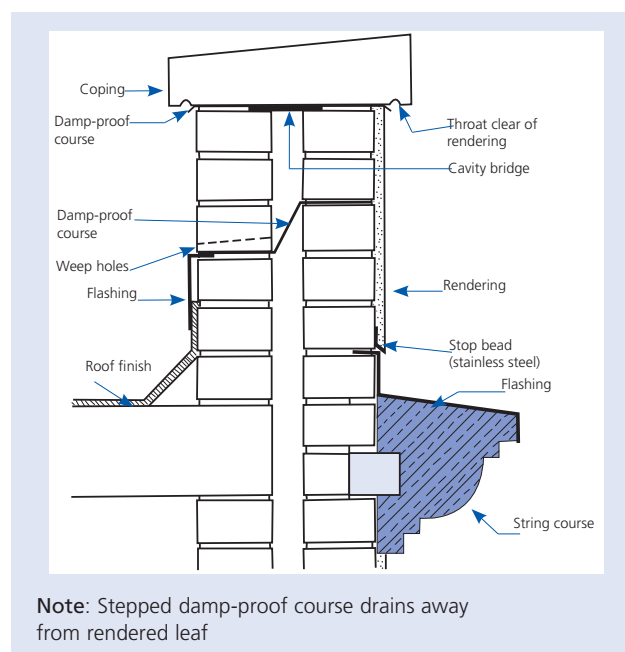 Coping
Damp-proof
course
Throat clear of
rendering
Cavity bridge
Damp-proof
course
Weep holes
Flashing
Rendering
Stop bead
(stainless steel)
Roof finish
Flashing
String course
Note: Stepped damp-proof course drains away
from rendered leaf